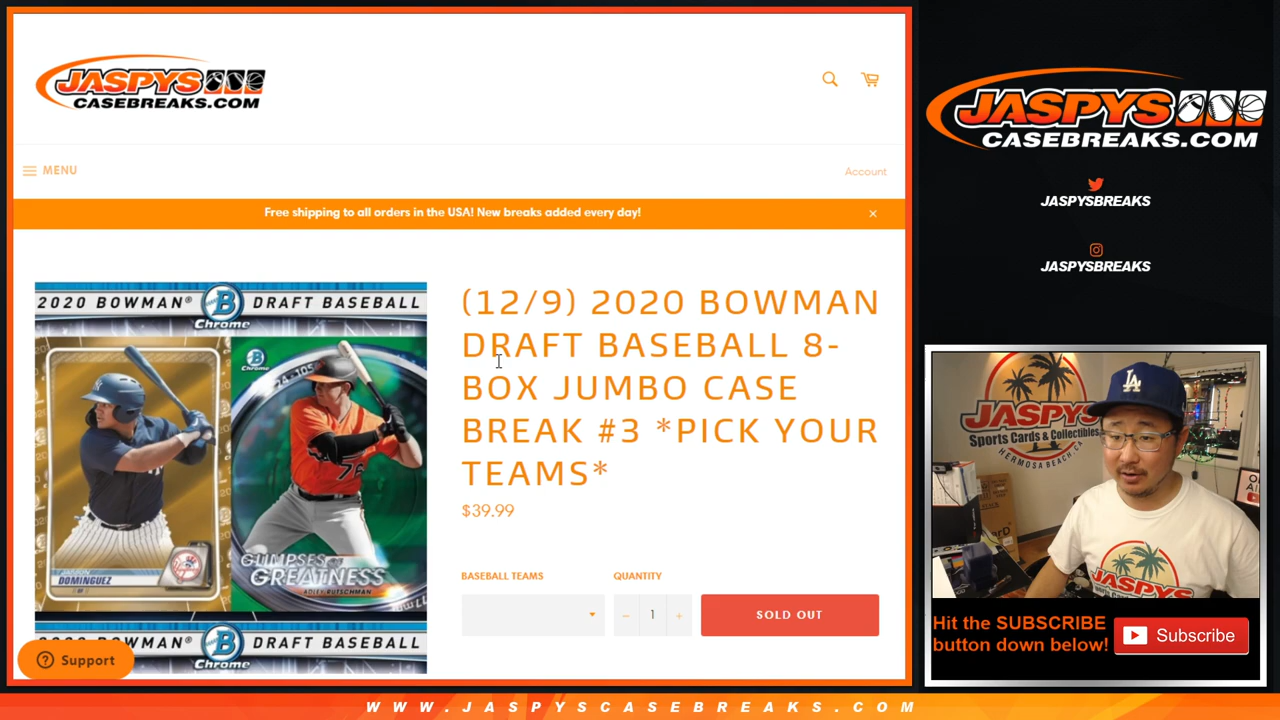 JASPYS
CASEBREAKS.COM
MENU
Account
Free shipping to all orders in the USA! New breaks added every day!
2020 BOWMAN® DRAFT BASEBALL
Chrome
DOMINGUEZ
GLIMPSES OF
GREATNESS
ADLEY RUTSCHMAN
DRAFT BASEBALL
Chrome
(12/9) 2020 BOWMAN
DRAFT BASEBALL 8-
BOX JUMBO CASE
BREAK #3 *PICK YOUR
TEAMS*
$39.99
BASEBALL TEAMS
QUANTITY
− 1 +
SOLD OUT
Support
JASPYS
CASEBREAKS.COM
JASPYSBREAKS
JASPYSBREAKS
JASPYS
Sports Cards & Collectibles
HERMOSA BEACH, CA
LA
JASPYS
Hit the SUBSCRIBE
button down below!
Subscribe
WWW.JASPYSCASEBREAKS.COM